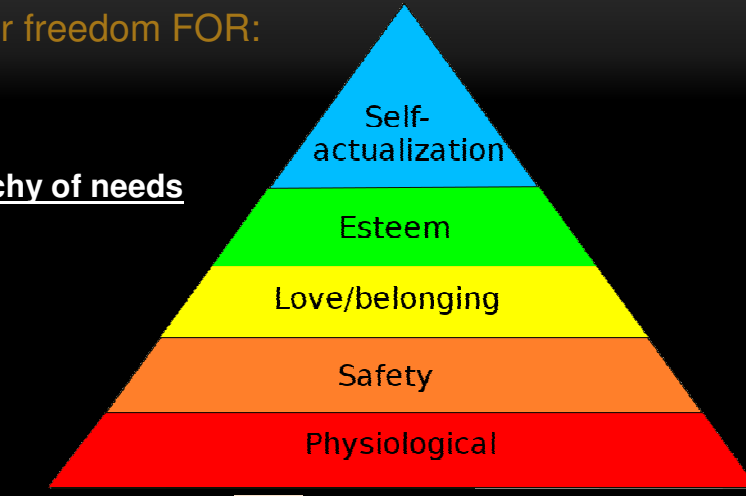 r freedom FOR:
Self-
actualization
chy of needs
Esteem
Love/belonging
Safety
Physiological